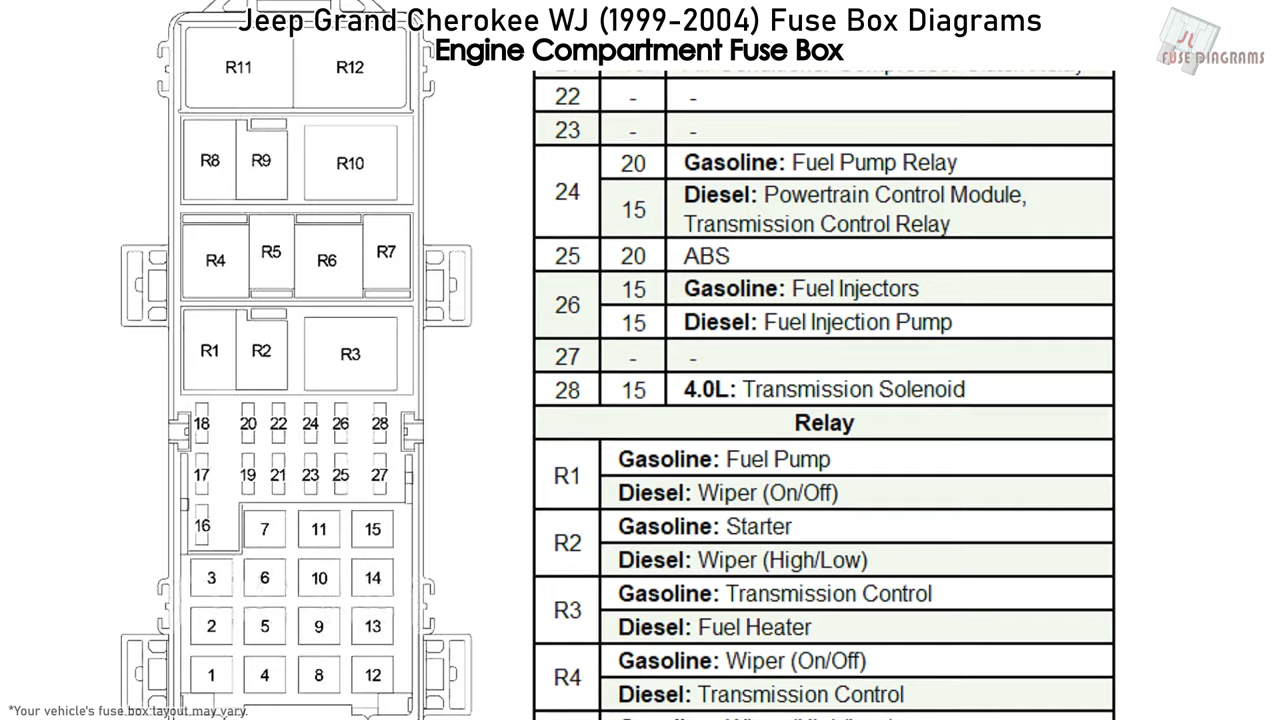 Jeep Grand Cherokee WJ (1999-2004) Fuse Box Diagrams
Engine Compartment Fuse Box
JL
FUSE DIAGRAMS
R11 R12
R8 R9 R10
R4 R5 R6 R7
R1 R2 R3
18 20 22 24 26 28
17 19 21 23 25 27
16
7 11 15
3 6 10 14
2 5 9 13
1 4 8 12
22 - -
23 - -
24 20 Gasoline: Fuel Pump Relay
15 Diesel: Powertrain Control Module,
Transmission Control Relay
25 20 ABS
26 15 Gasoline: Fuel Injectors
15 Diesel: Fuel Injection Pump
27 - -
28 15 4.0L: Transmission Solenoid
Relay
R1 Gasoline: Fuel Pump
Diesel: Wiper (On/Off)
R2 Gasoline: Starter
Diesel: Wiper (High/Low)
R3 Gasoline: Transmission Control
Diesel: Fuel Heater
R4 Gasoline: Wiper (On/Off)
Diesel: Transmission Control
*Your vehicle's fuse box layout may vary.